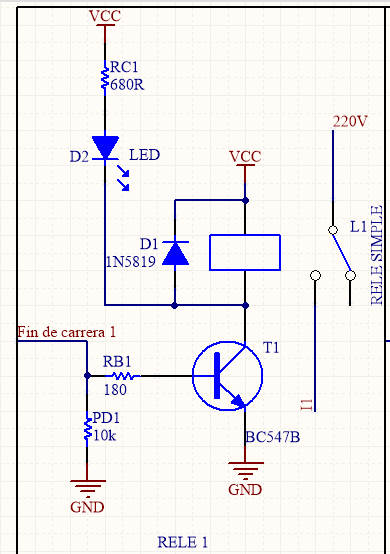 VCC
RC1
680R
D2
LED
VCC
220V
D1
1N5819
L1
RELE SIMPLE
Fin de carrera 1
RB1
180
T1
PD1
10k
I1
BC547B
GND
GND
RELE 1